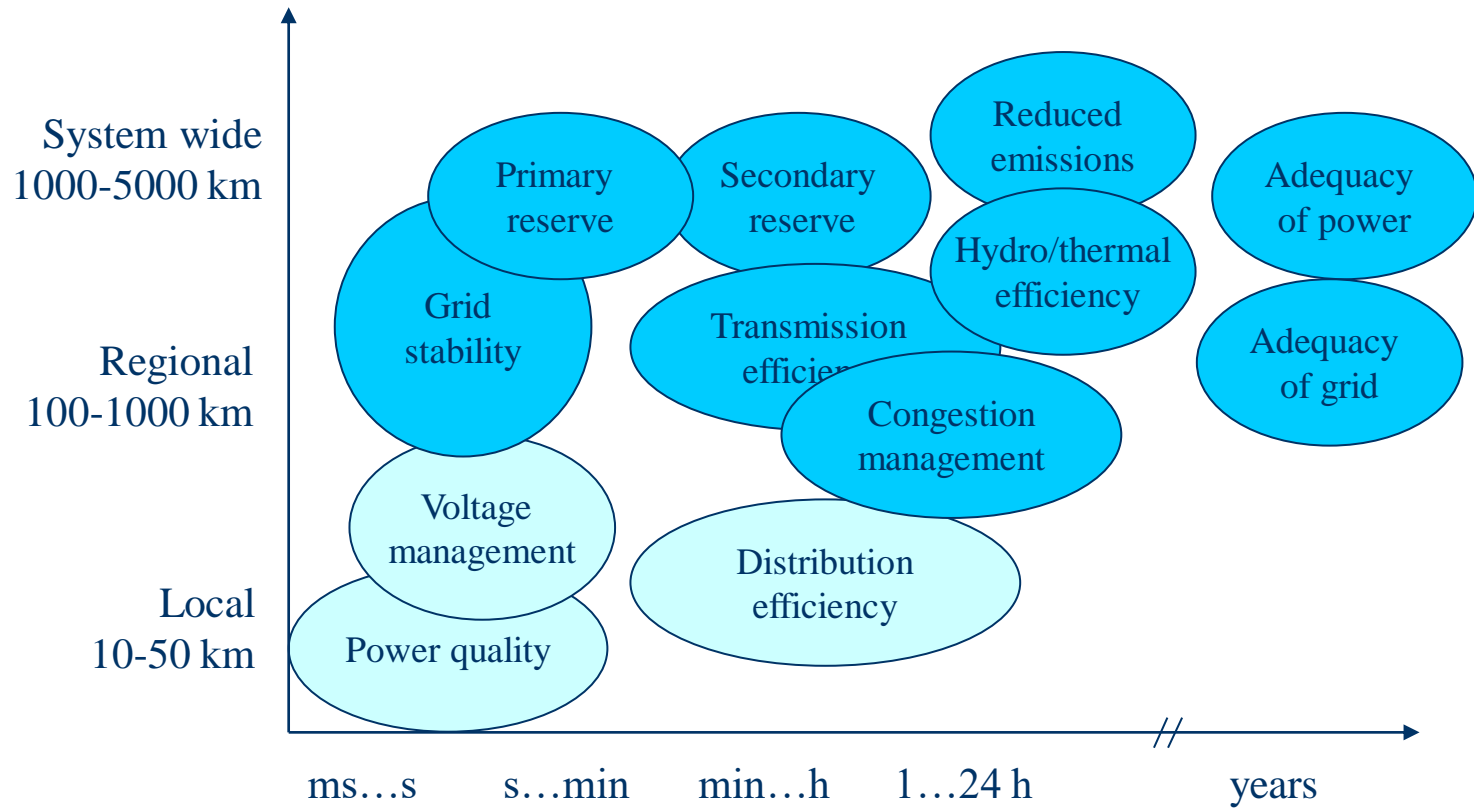 System wide
1000-5000 km
Regional
100-1000 km
Local
10-50 km
Primary
reserve
Secondary
reserve
Reduced
emissions
Adequacy
of power
Hydro/thermal
efficiency
Grid
stability
Transmission
efficien
Adequacy
of grid
Congestion
management
Voltage
management
Distribution
efficiency
Power quality
ms…s
s…min
min…h
1…24 h
years